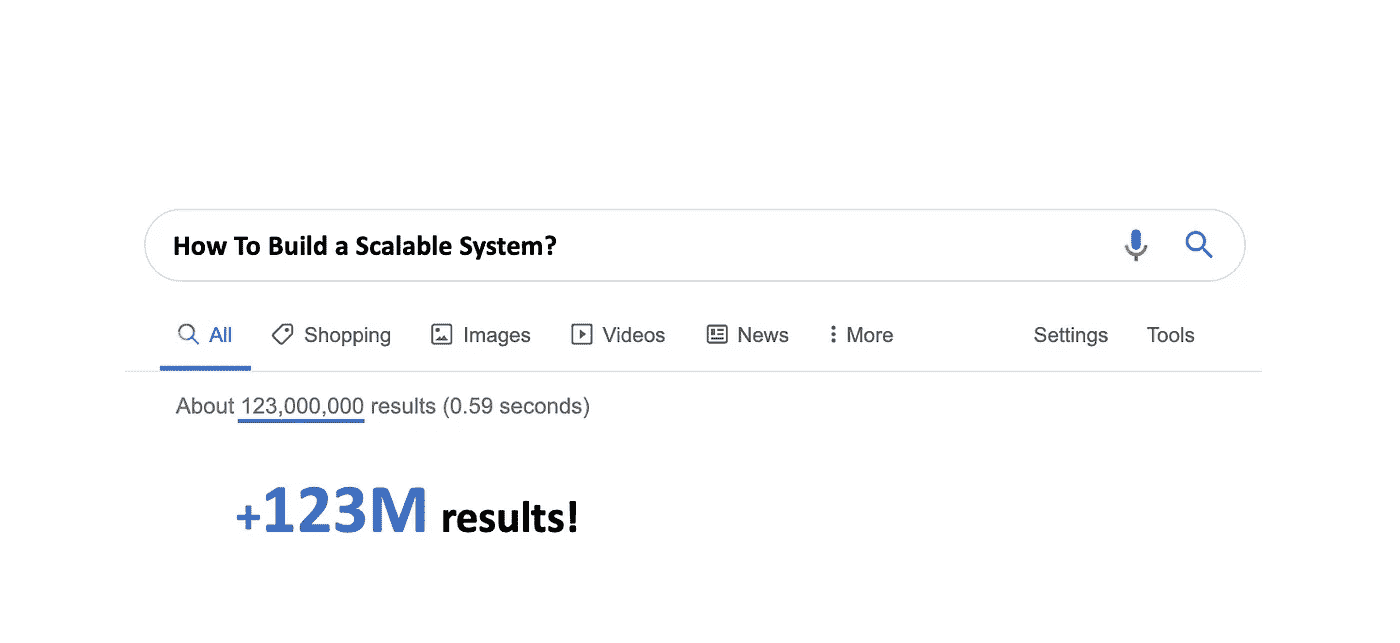 How To Build a Scalable System?
All Shopping Images Videos News More Settings Tools
About 123,000,000 results (0.59 seconds)
+123M results!